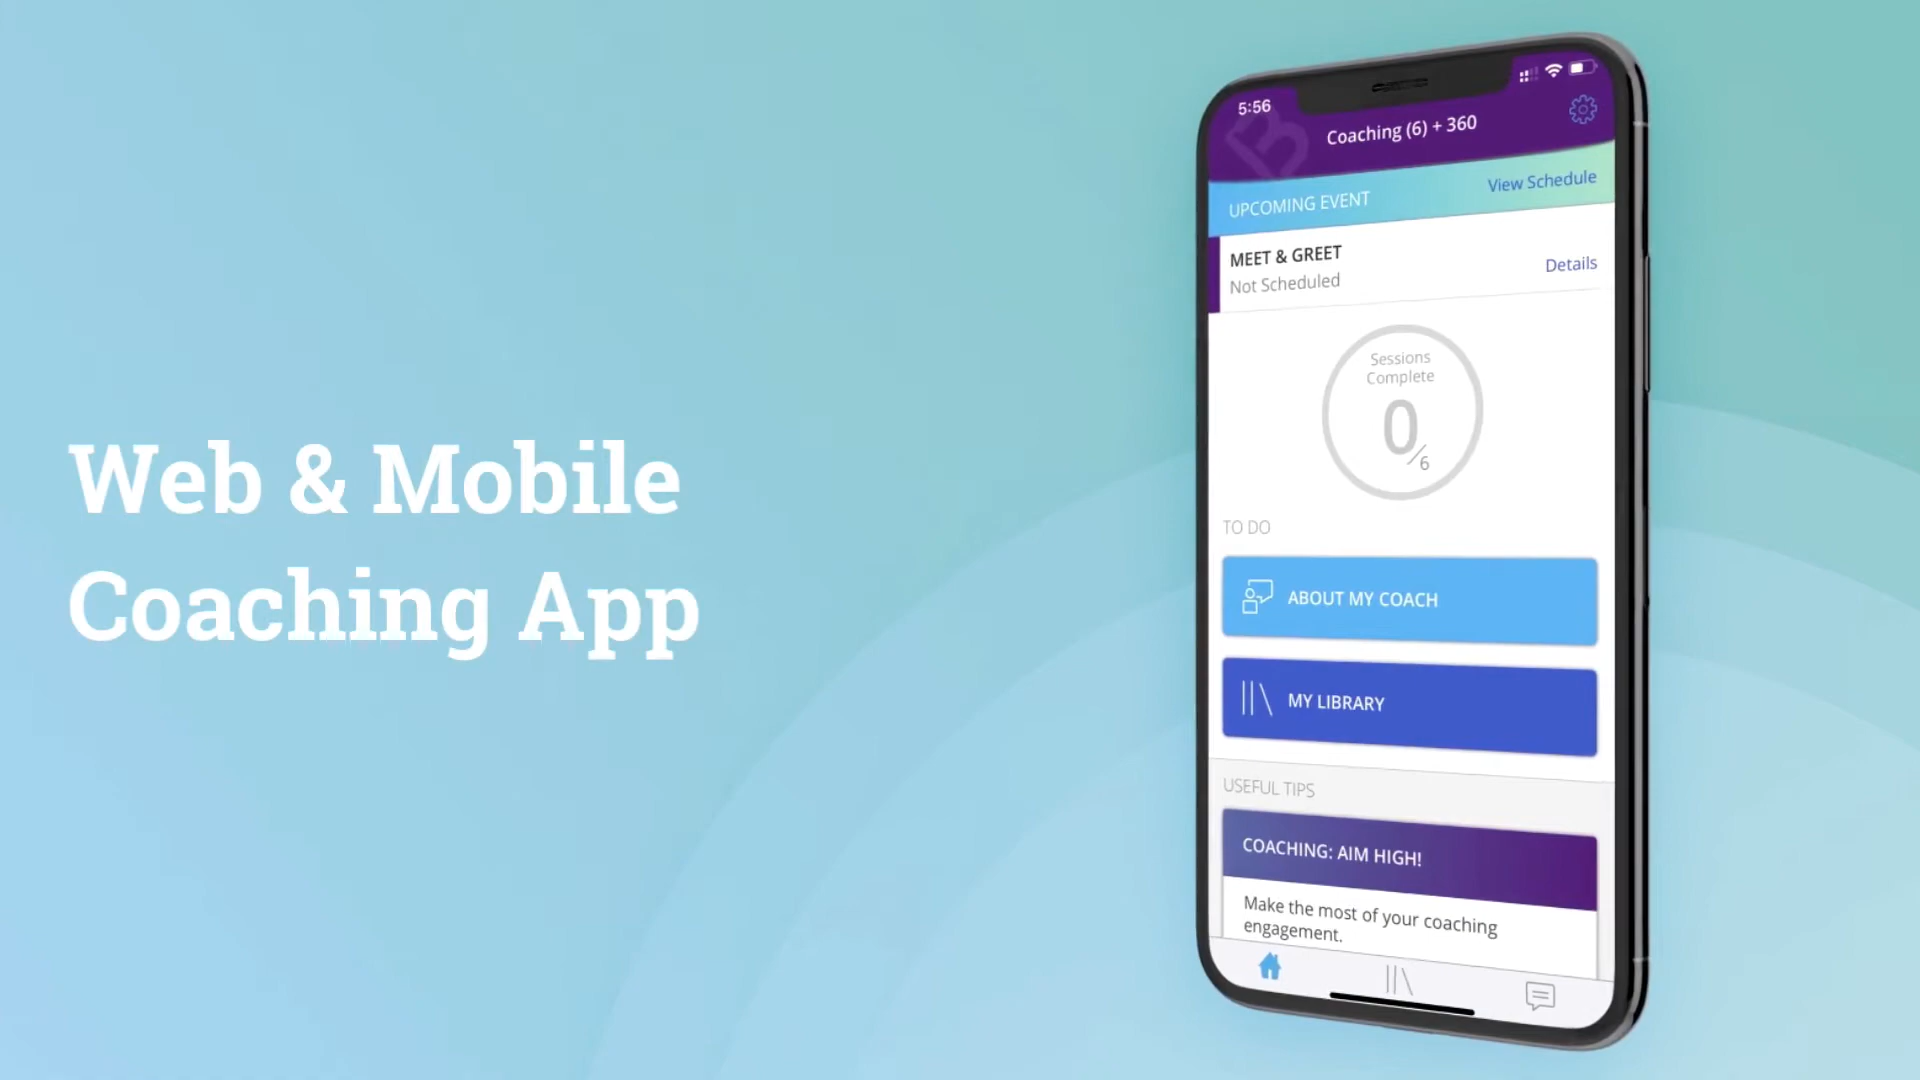 Web & Mobile
Coaching App
5:56
Coaching (6) + 360
UPCOMING EVENT
View Schedule
MEET & GREET
Not Scheduled
Details
Sessions
Complete
0/6
TO DO
ABOUT MY COACH
MY LIBRARY
USEFUL TIPS
COACHING: AIM HIGH!
Make the most of your coaching
engagement.